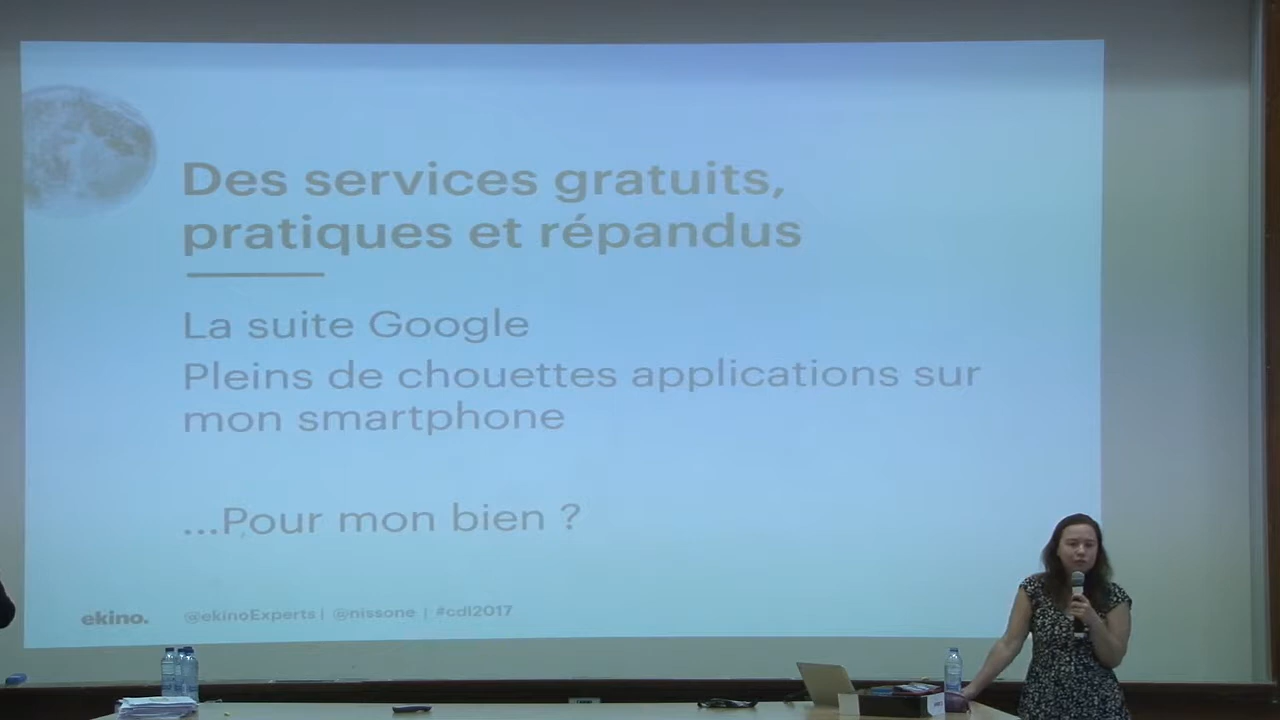 Des services gratuits,
pratiques et répandus
La suite Google
Pleins de chouettes applications sur
mon smartphone
...Pour mon bien ?
ekino. @ekinoExperts | @nissone | #cdl2017